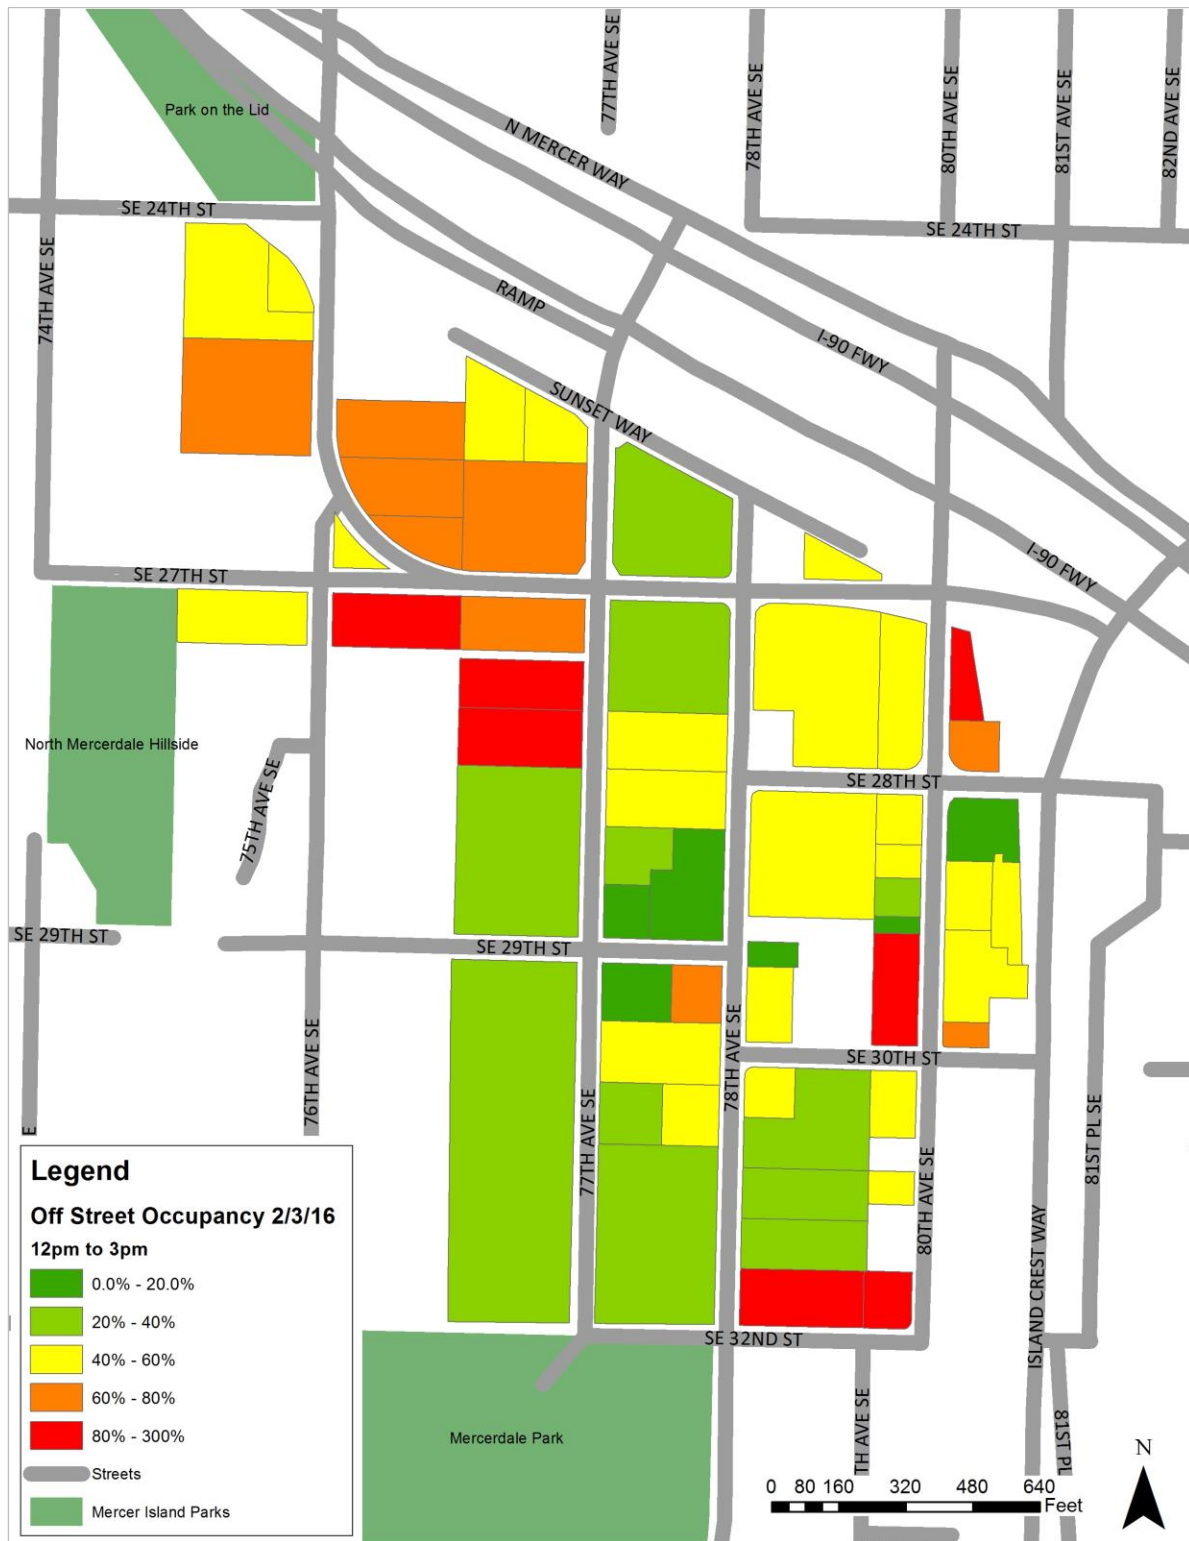 77TH AVE SE
78TH AVE SE
80TH AVE SE
81ST AVE SE
82ND AVE SE
Park on the Lid
N MERCER WAY
SE 24TH ST
SE 24TH ST
74TH AVE SE
RAMP
I-90 FWY
SUNSET WAY
I-90 FWY
SE 27TH ST
North Mercerdale Hillside
SE 28TH ST
75TH AVE SE
SE 29TH ST
SE 29TH ST
76TH AVE SE
78TH AVE SE
SE 30TH ST
77TH AVE SE
81ST PL SE
80TH AVE SE
E
ISLAND CREST WAY
SE 32ND ST
Mercerdale Park
TH AVE SE
81ST PL
Legend
Off Street Occupancy 2/3/16
12pm to 3pm
0.0% - 20.0%
20% - 40%
40% - 60%
60% - 80%
80% - 300%
Streets
Mercer Island Parks
N
0 80 160 320 480 640
Feet